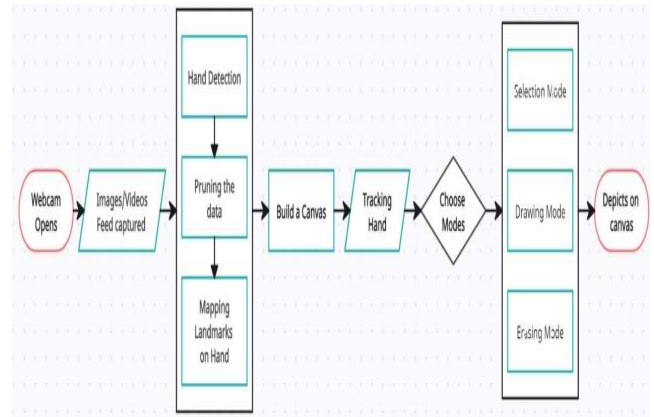 Webcam
Opens
Images/Videos
Feed captured
Hand Detection
Pruning the
data
Mapping
Landmarks
on Hand
Build a Canvas
Tracking
Hand
Choose
Modes
Selection Mode
Drawing Mode
Erasing Mode
Depicts on
canvas